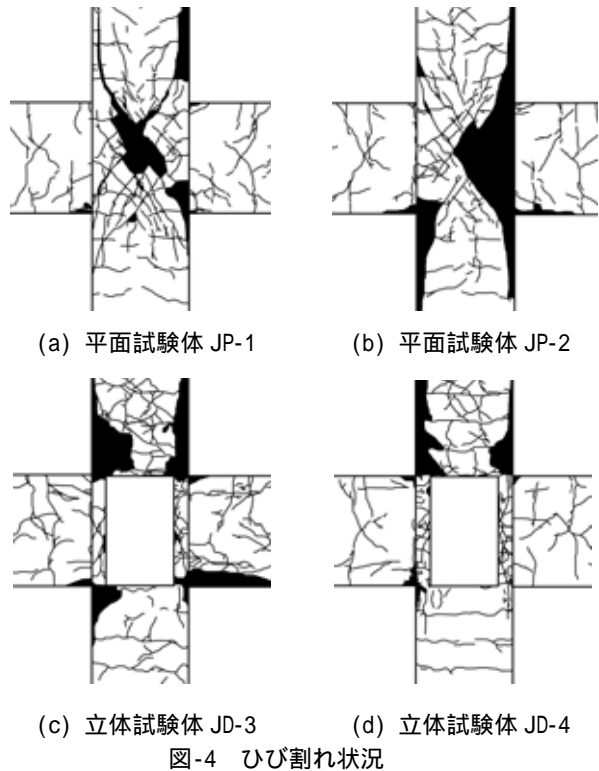 (a) 平面試験体 JP-1
(b) 平面試験体 JP-2
(c) 立体試験体 JD-3
(d) 立体試験体 JD-4
図-4 ひび割れ状況